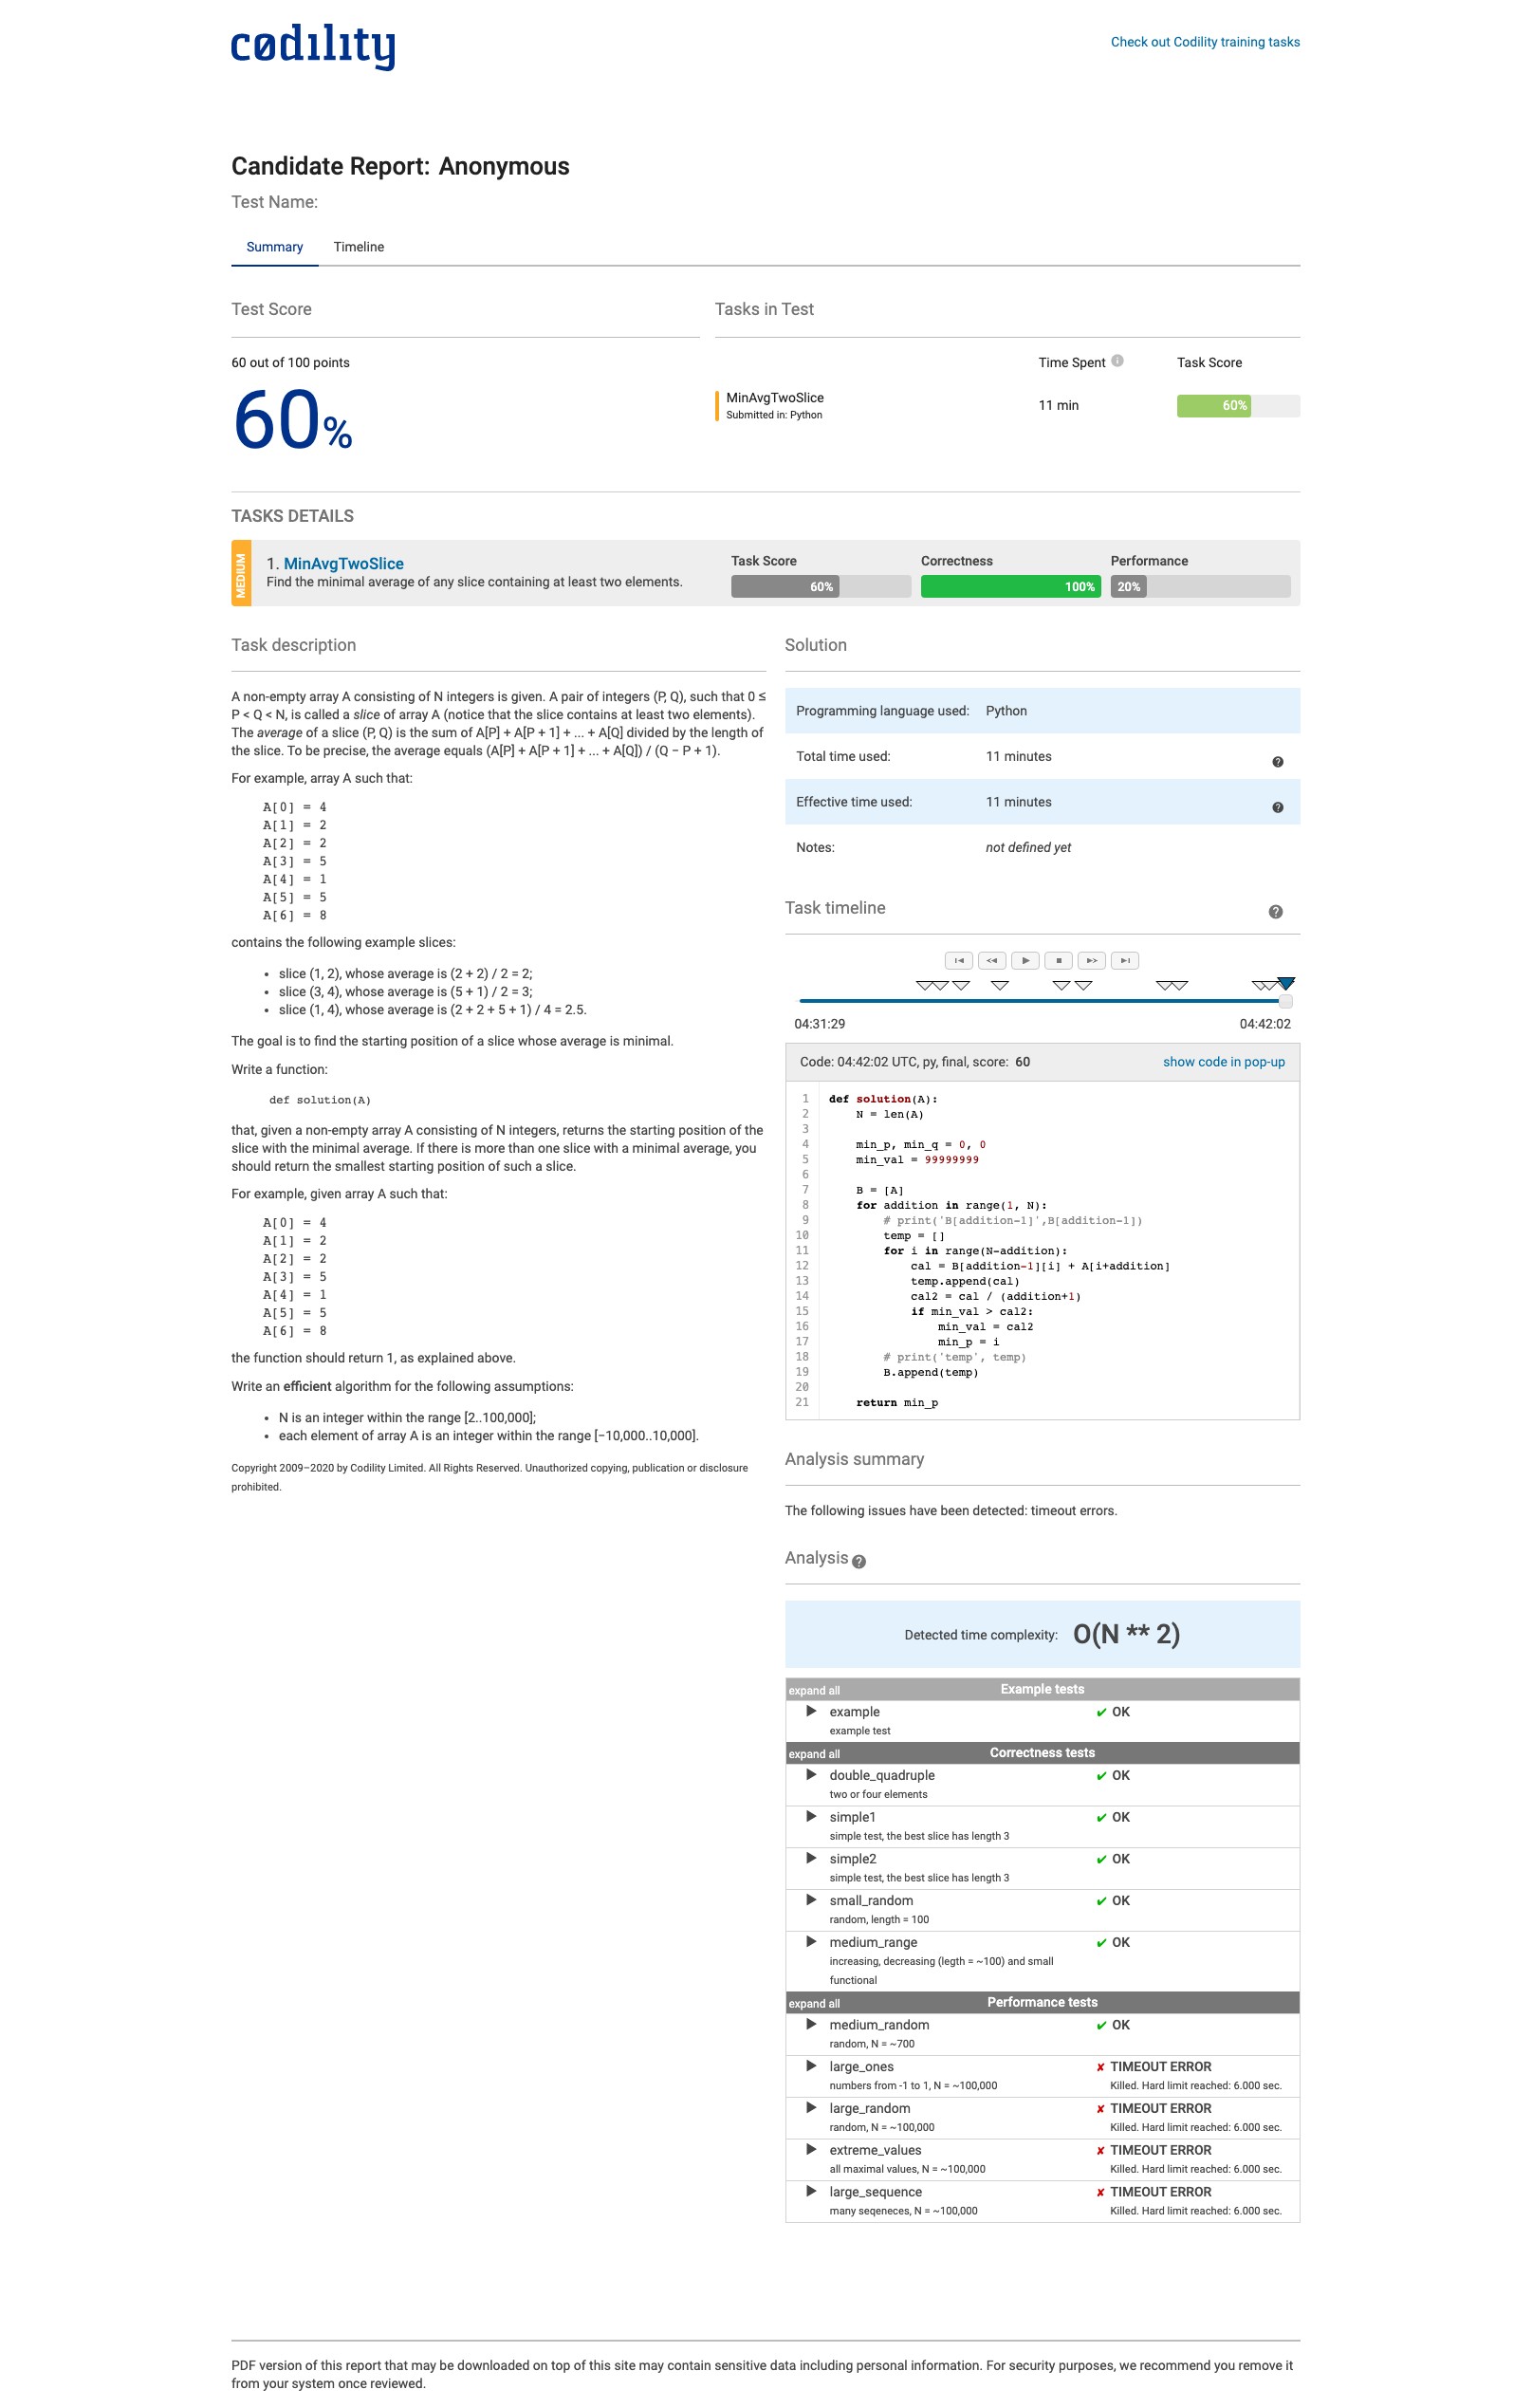 cødility
Check out Codility training tasks
Candidate Report: Anonymous
Test Name:
Summary Timeline
Test Score
60 out of 100 points
60%
Tasks in Test
Time Spent Task Score
MinAvgTwoSlice
Submitted in: Python
11 min
60%
TASKS DETAILS
MEDIUM
1. MinAvgTwoSlice
Find the minimal average of any slice containing at least two elements.
Task Score
60%
Correctness
100%
Performance
20%
Task description
A non-empty array A consisting of N integers is given. A pair of integers (P, Q), such that 0 ≤
P < Q < N, is called a slice of array A (notice that the slice contains at least two elements).
The average of a slice (P, Q) is the sum of A[P] + A[P + 1] + ... + A[Q] divided by the length of
the slice. To be precise, the average equals (A[P] + A[P + 1] + ... + A[Q]) / (Q − P + 1).
For example, array A such that:
A[0] = 4
A[1] = 2
A[2] = 2
A[3] = 5
A[4] = 1
A[5] = 5
A[6] = 8
contains the following example slices:
• slice (1, 2), whose average is (2 + 2) / 2 = 2;
• slice (3, 4), whose average is (5 + 1) / 2 = 3;
• slice (1, 4), whose average is (2 + 2 + 5 + 1) / 4 = 2.5.
The goal is to find the starting position of a slice whose average is minimal.
Write a function:
def solution(A)
that, given a non-empty array A consisting of N integers, returns the starting position of the
slice with the minimal average. If there is more than one slice with a minimal average, you
should return the smallest starting position of such a slice.
For example, given array A such that:
A[0] = 4
A[1] = 2
A[2] = 2
A[3] = 5
A[4] = 1
A[5] = 5
A[6] = 8
the function should return 1, as explained above.
Write an efficient algorithm for the following assumptions:
• N is an integer within the range [2..100,000];
• each element of array A is an integer within the range [−10,000..10,000].
Copyright 2009–2020 by Codility Limited. All Rights Reserved. Unauthorized copying, publication or disclosure
prohibited.
Solution
Programming language used: Python
Total time used: 11 minutes
Effective time used: 11 minutes
Notes: not defined yet
Task timeline
04:31:29 04:42:02
Code: 04:42:02 UTC, py, final, score: 60 show code in pop-up
1 def solution(A):
2 N = len(A)
3
4 min_p, min_q = 0, 0
5 min_val = 99999999
6
7 B = [A]
8 for addition in range(1, N):
9 # print('B[addition-1]',B[addition-1])
10 temp = []
11 for i in range(N-addition):
12 cal = B[addition-1][i] + A[i+addition]
13 temp.append(cal)
14 cal2 = cal / (addition+1)
15 if min_val > cal2:
16 min_val = cal2
17 min_p = i
18 # print('temp', temp)
19 B.append(temp)
20
21 return min_p
Analysis summary
The following issues have been detected: timeout errors.
Analysis
Detected time complexity: O(N ** 2)
expand all Example tests
example ✔ OK
example test
expand all Correctness tests
double_quadruple ✔ OK
two or four elements
simple1 ✔ OK
simple test, the best slice has length 3
simple2 ✔ OK
simple test, the best slice has length 3
small_random ✔ OK
random, length = 100
medium_range ✔ OK
increasing, decreasing (legth = ~100) and small
functional
expand all Performance tests
medium_random ✔ OK
random, N = ~700
large_ones ✘ TIMEOUT ERROR
numbers from -1 to 1, N = ~100,000 Killed. Hard limit reached: 6.000 sec.
large_random ✘ TIMEOUT ERROR
random, N = ~100,000 Killed. Hard limit reached: 6.000 sec.
extreme_values ✘ TIMEOUT ERROR
all maximal values, N = ~100,000 Killed. Hard limit reached: 6.000 sec.
large_sequence ✘ TIMEOUT ERROR
many seqeneces, N = ~100,000 Killed. Hard limit reached: 6.000 sec.
PDF version of this report that may be downloaded on top of this site may contain sensitive data including personal information. For security purposes, we recommend you remove it
from your system once reviewed.